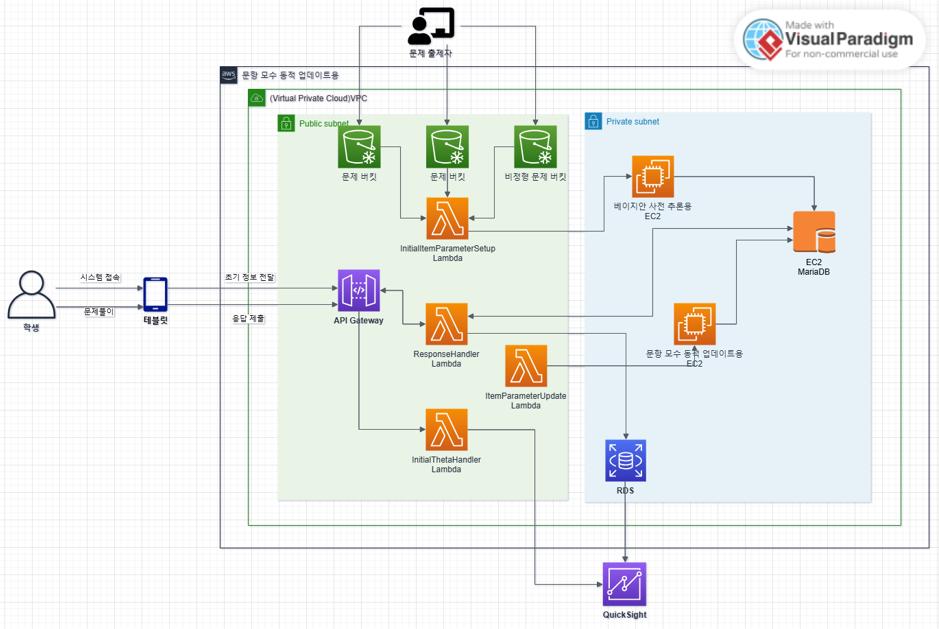 Made with
Visual Paradigm
For non-commercial use
문제 출제자
aws
문항 모수 동적 업데이트용
(Virtual Private Cloud)VPC
Public subnet
Private subnet
문제 버킷
문제 버킷
비정형 문제 버킷
베이지안 사전 추론용
EC2
InitialItemParameterSetup
Lambda
EC2
MariaDB
시스템 접속
초기 정보 전달
문제풀이
응답 제출
학생
테블릿
API Gateway
ResponseHandler
Lambda
문항 모수 동적 업데이트용
EC2
ItemParameterUpdate
Lambda
InitialThetaHandler
Lambda
RDS
QuickSight